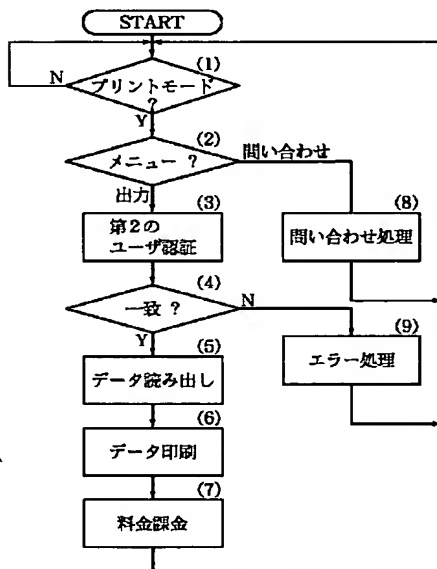 START
(1)
N
プリントモード
?
Y
(2)
メニュー ?
問い合わせ
出力
(3)
第2の
ユーザ認証
(8)
問い合わせ処理
(4)
一致 ?
N
Y
(9)
エラー処理
(5)
データ読み出し
(6)
データ印刷
(7)
料金課金